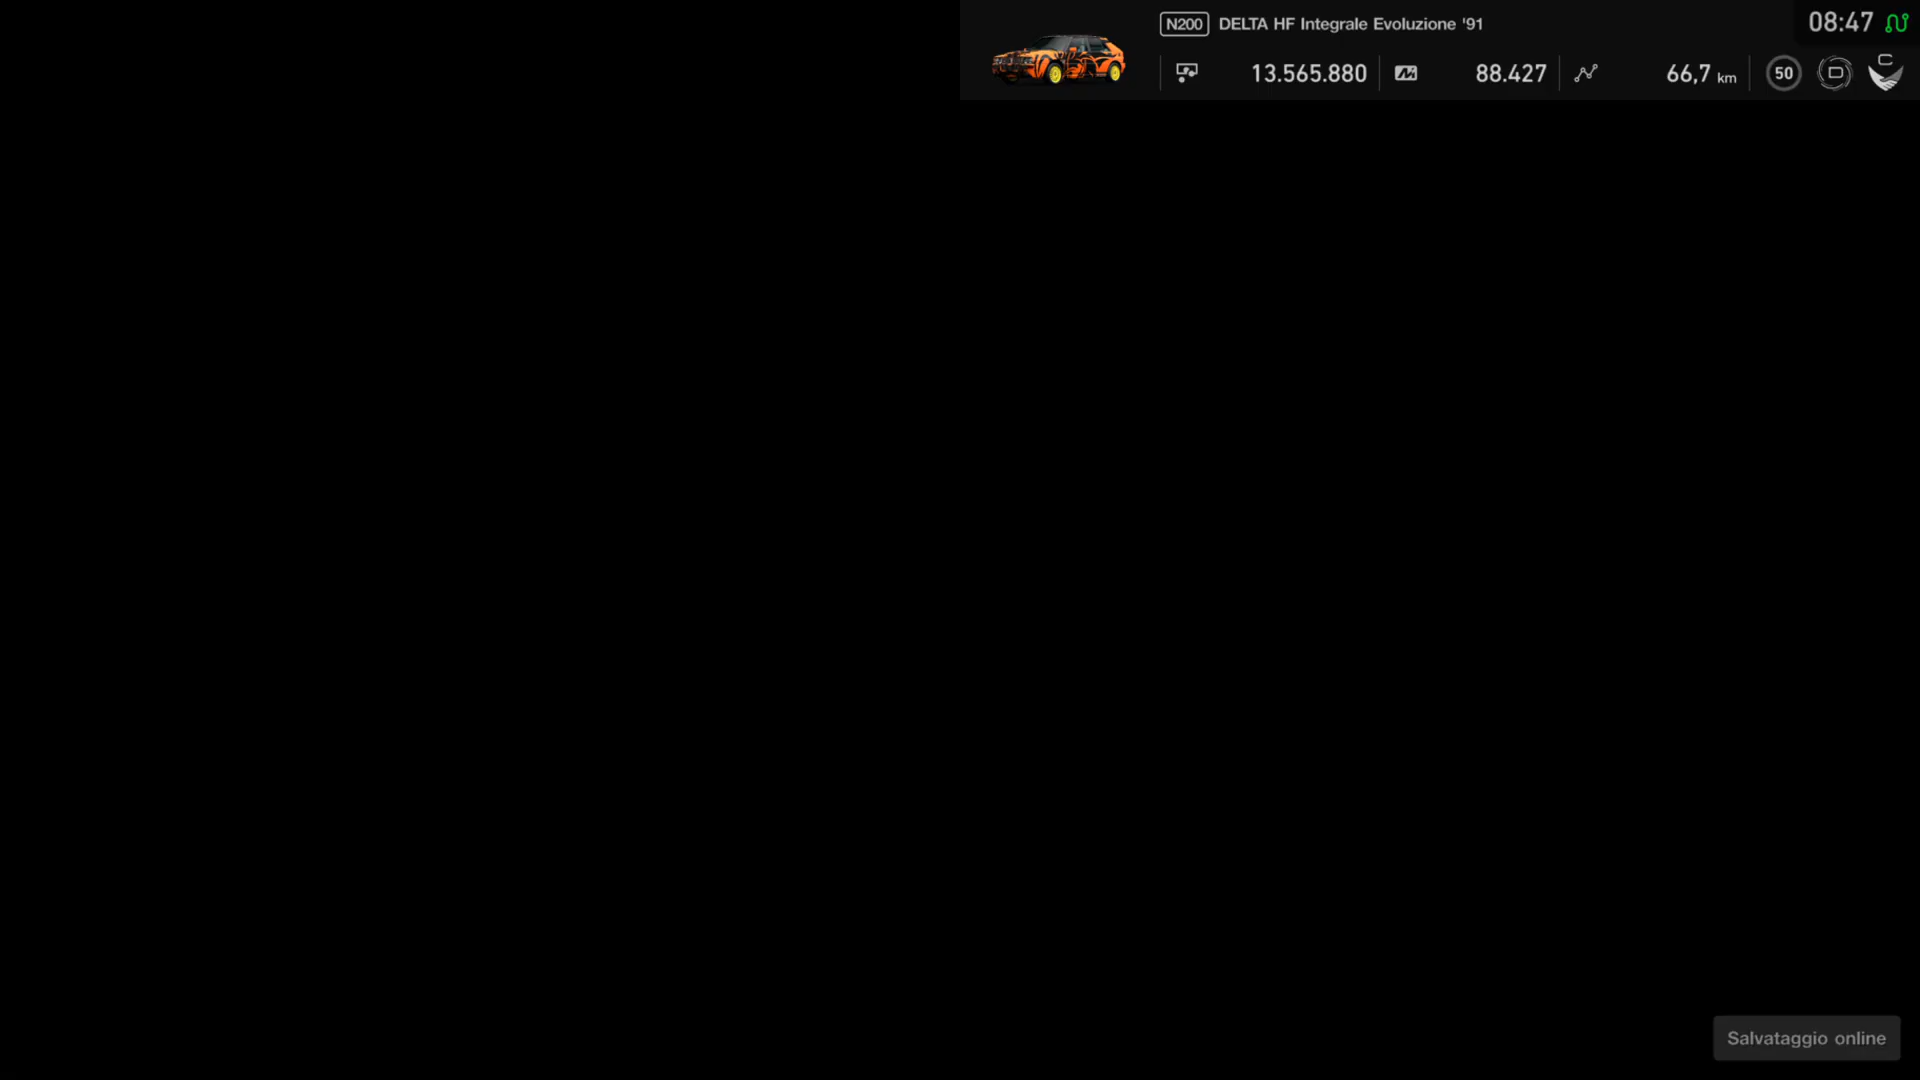 N200 DELTA HF Integrale Evoluzione '91
08:47
13.565.880 88.427 66,7 km 50 D C
Salvataggio online